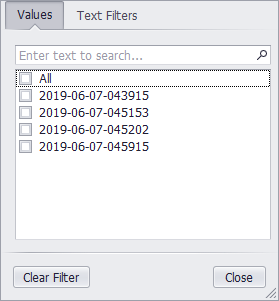 Values Text Filters
Enter text to search...
All
2019-06-07-043915
2019-06-07-045153
2019-06-07-045202
2019-06-07-045915
Clear Filter Close